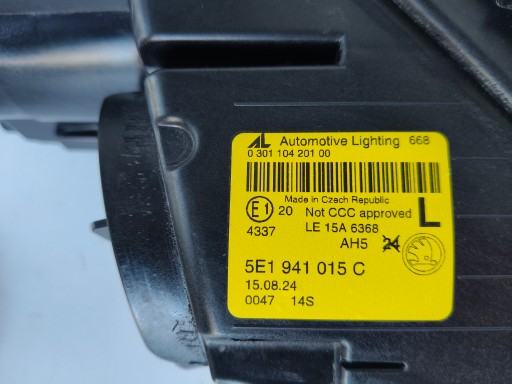 AL Automotive Lighting 668
0 301 104 201 00
Made in Czech Republic
E1 20 Not CCC approved L
4337 LE 15A 6368
AH5 24
5E1 941 015 C
15.08.24
0047 14S